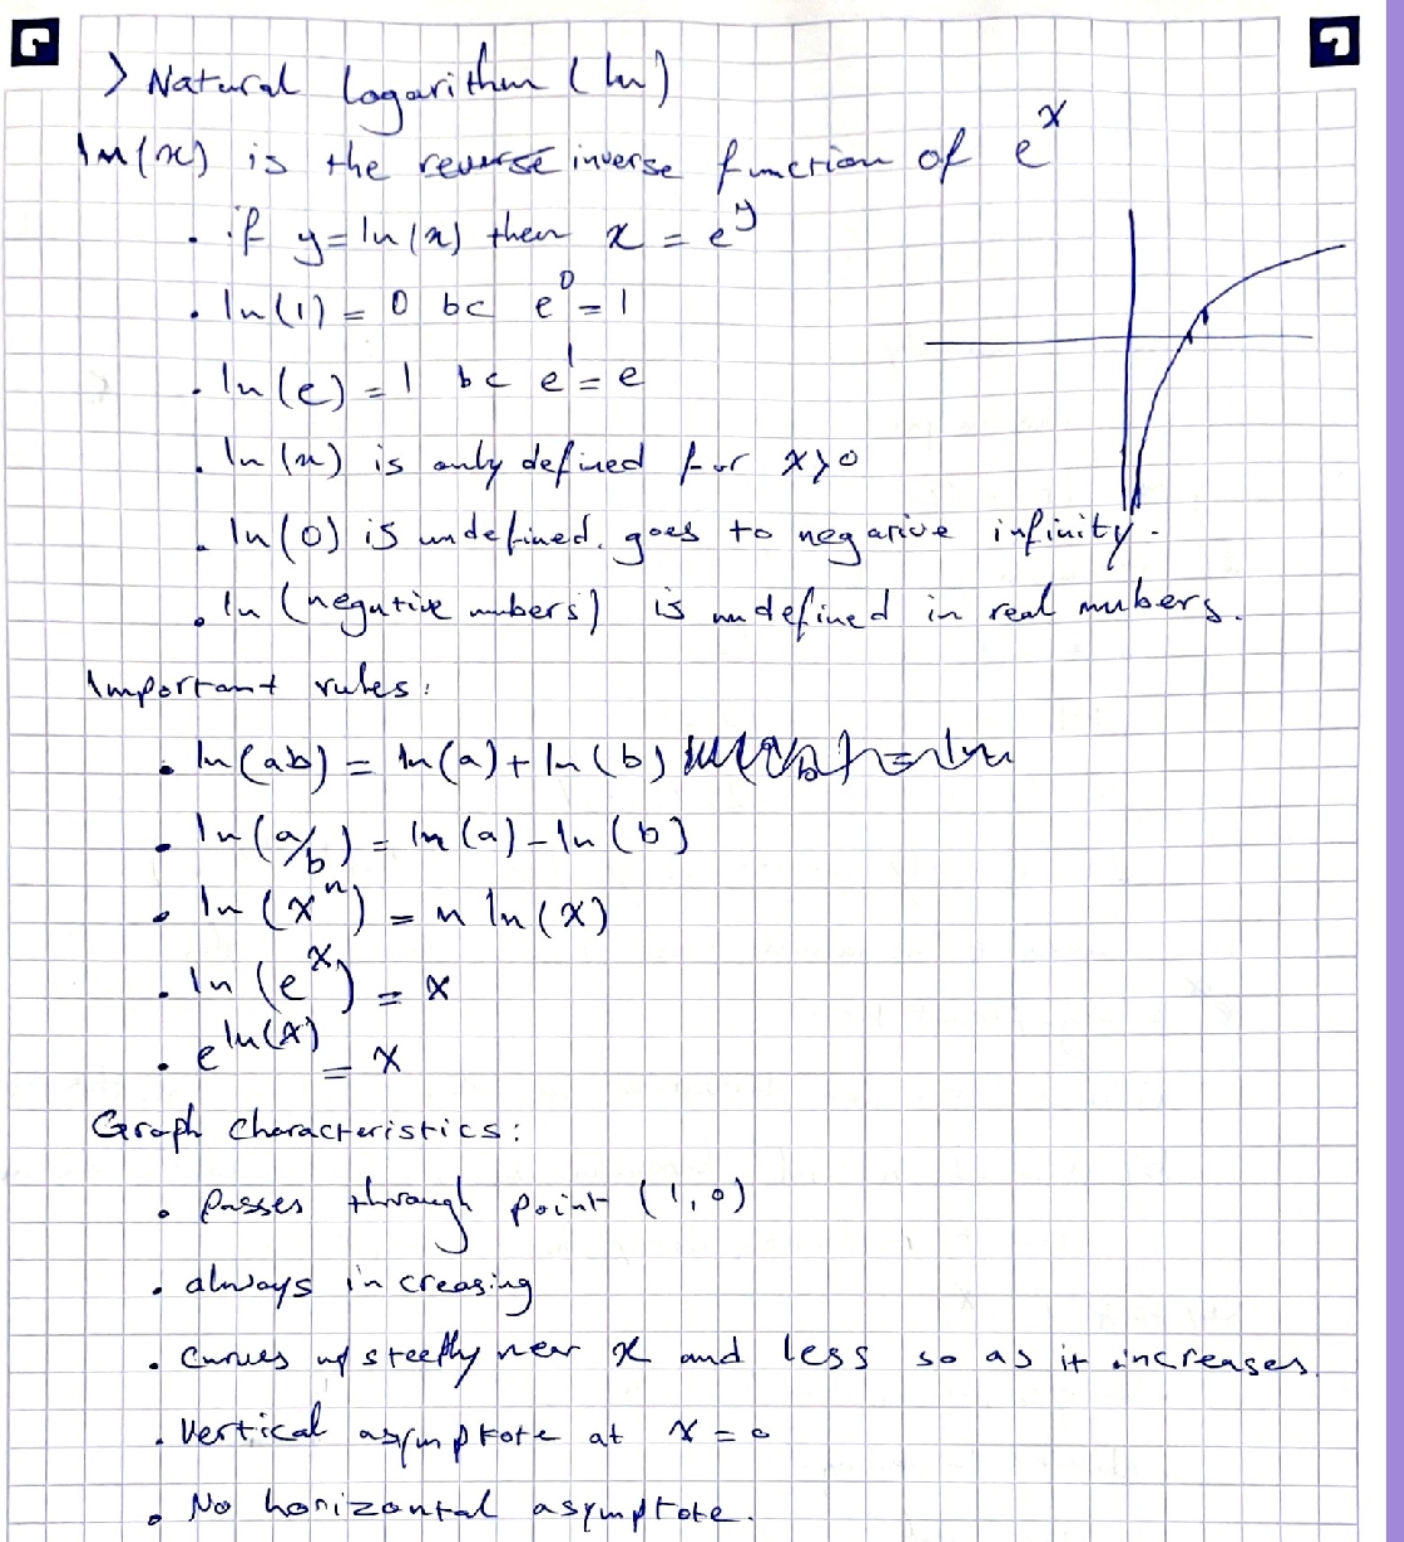 > Natural logarithm (ln)
ln(x) is the reverse inverse function of e^x
. if y=ln(x) then x = e^y
. ln(1) = 0 bc e^0 = 1
. ln(e) = 1 bc e^1 = e
. ln(x) is only defined for x>0
. ln(0) is undefined. goes to negative infinity.
. ln (negative numbers) is undefined in real numbers.
Important rules:
• ln(ab) = ln(a) + ln(b)
• ln(a/b) = ln(a) - ln(b)
• ln(x^n) = n ln(x)
. ln(e^x) = x
• e^ln(x) = x
Graph characteristics:
• Passes through point (1,0)
• always increasing
• Curves up steeply near x and less so as it increases.
. Vertical asymptote at x = 0
• No horizontal asymptote.